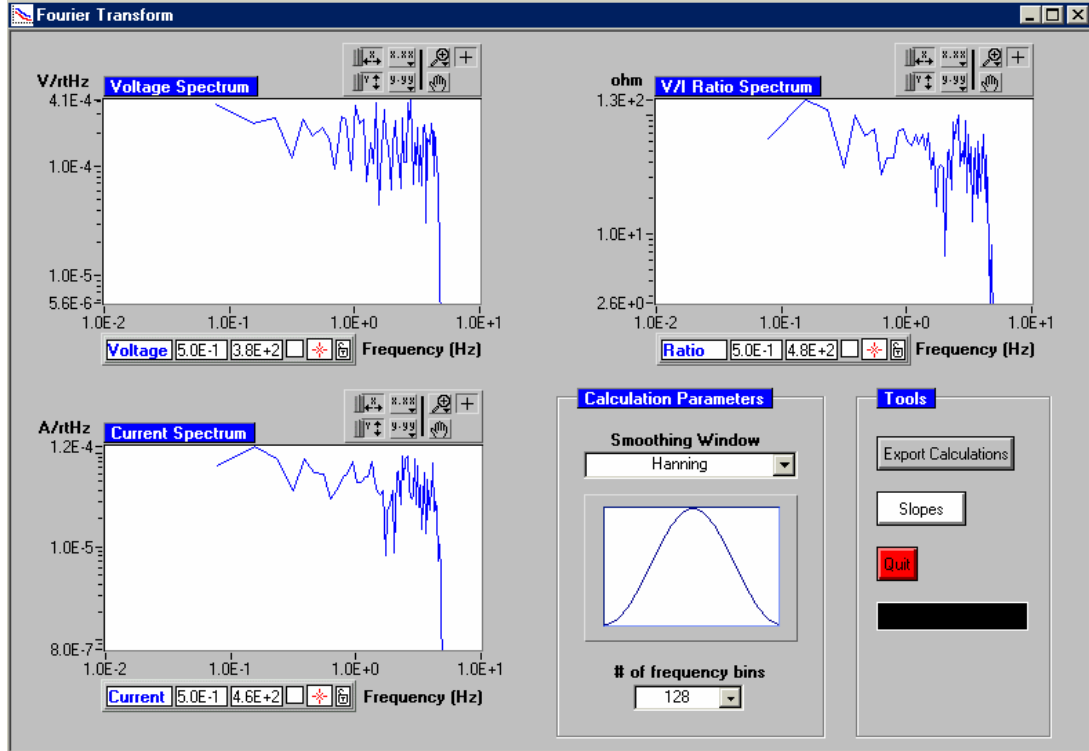 Fourier Transform
V/rtHz
Voltage Spectrum
X.XX
Y.YY
4.1E-4
1.0E-4
1.0E-5
5.6E-6
1.0E-2 1.0E-1 1.0E+0 1.0E+1
Voltage 5.0E-1 3.8E+2
Frequency (Hz)
ohm
V/I Ratio Spectrum
X.XX
Y.YY
1.3E+2
1.0E+1
2.6E+0
1.0E-2 1.0E-1 1.0E+0 1.0E+1
Ratio 5.0E-1 4.8E+2
Frequency (Hz)
A/rtHz
Current Spectrum
X.XX
Y.YY
1.2E-4
1.0E-5
8.0E-7
1.0E-2 1.0E-1 1.0E+0 1.0E+1
Current 5.0E-1 4.6E+2
Frequency (Hz)
Calculation Parameters
Smoothing Window
Hanning
# of frequency bins
128
Tools
Export Calculations
Slopes
Quit